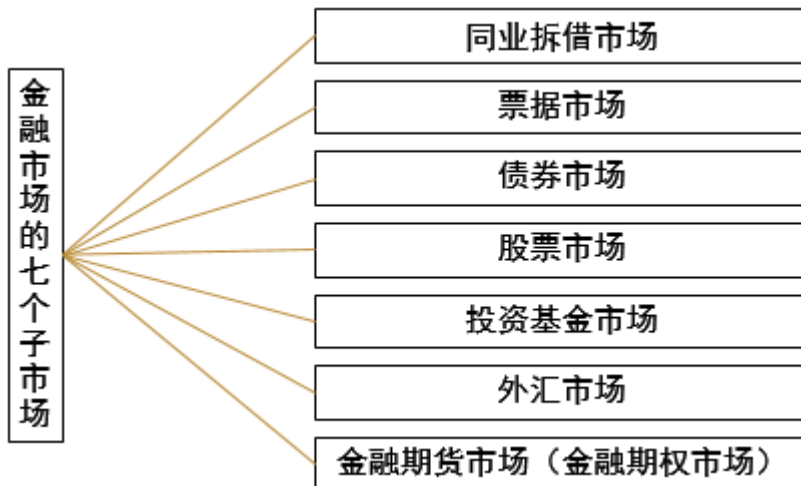 金融市场的七个子市场
同业拆借市场
票据市场
债券市场
股票市场
投资基金市场
外汇市场
金融期货市场（金融期权市场）